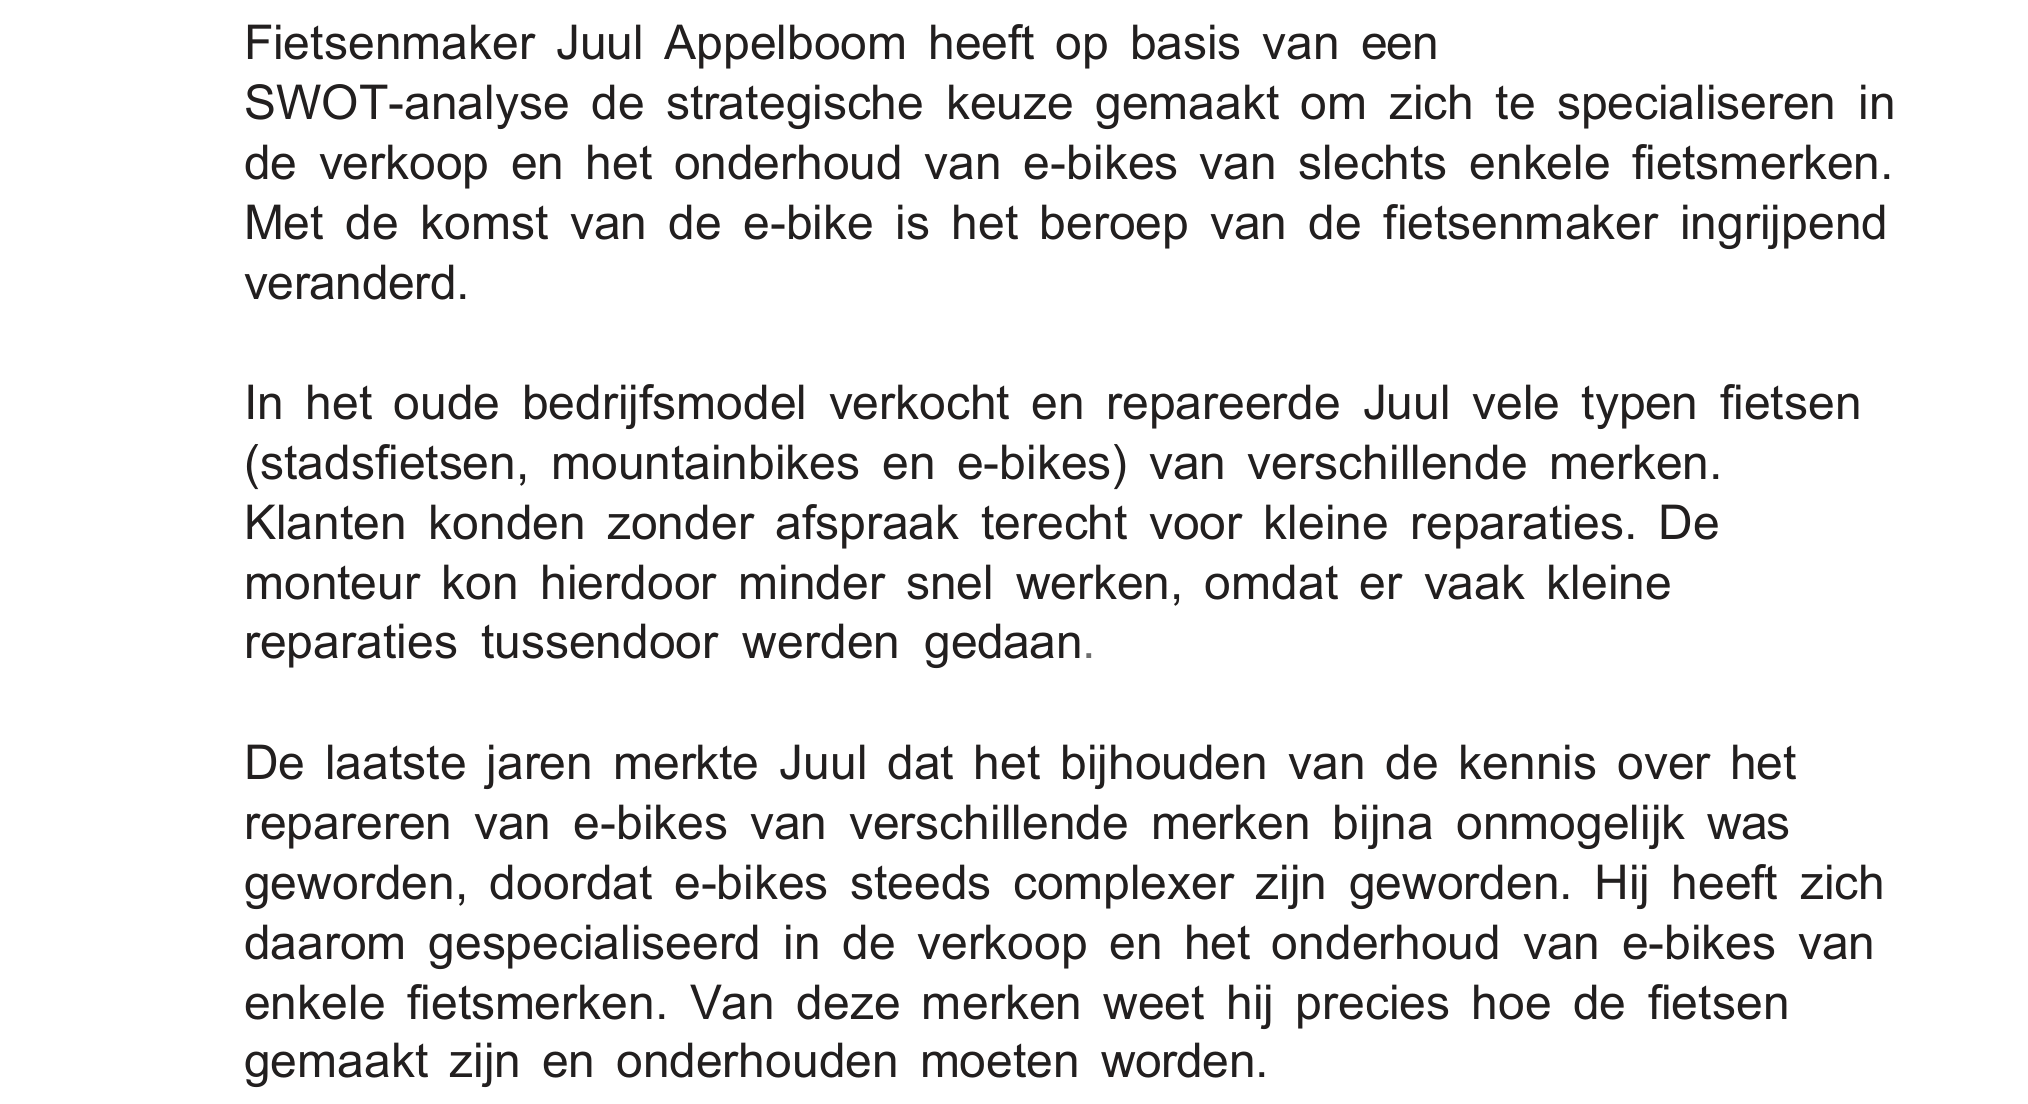 Fietsenmaker Juul Appelboom heeft op basis van een
SWOT-analyse de strategische keuze gemaakt om zich te specialiseren in
de verkoop en het onderhoud van e-bikes van slechts enkele fietsmerken.
Met de komst van de e-bike is het beroep van de fietsenmaker ingrijpend
veranderd.

In het oude bedrijfsmodel verkocht en repareerde Juul vele typen fietsen
(stadsfietsen, mountainbikes en e-bikes) van verschillende merken.
Klanten konden zonder afspraak terecht voor kleine reparaties. De
monteur kon hierdoor minder snel werken, omdat er vaak kleine
reparaties tussendoor werden gedaan.

De laatste jaren merkte Juul dat het bijhouden van de kennis over het
repareren van e-bikes van verschillende merken bijna onmogelijk was
geworden, doordat e-bikes steeds complexer zijn geworden. Hij heeft zich
daarom gespecialiseerd in de verkoop en het onderhoud van e-bikes van
enkele fietsmerken. Van deze merken weet hij precies hoe de fietsen
gemaakt zijn en onderhouden moeten worden.